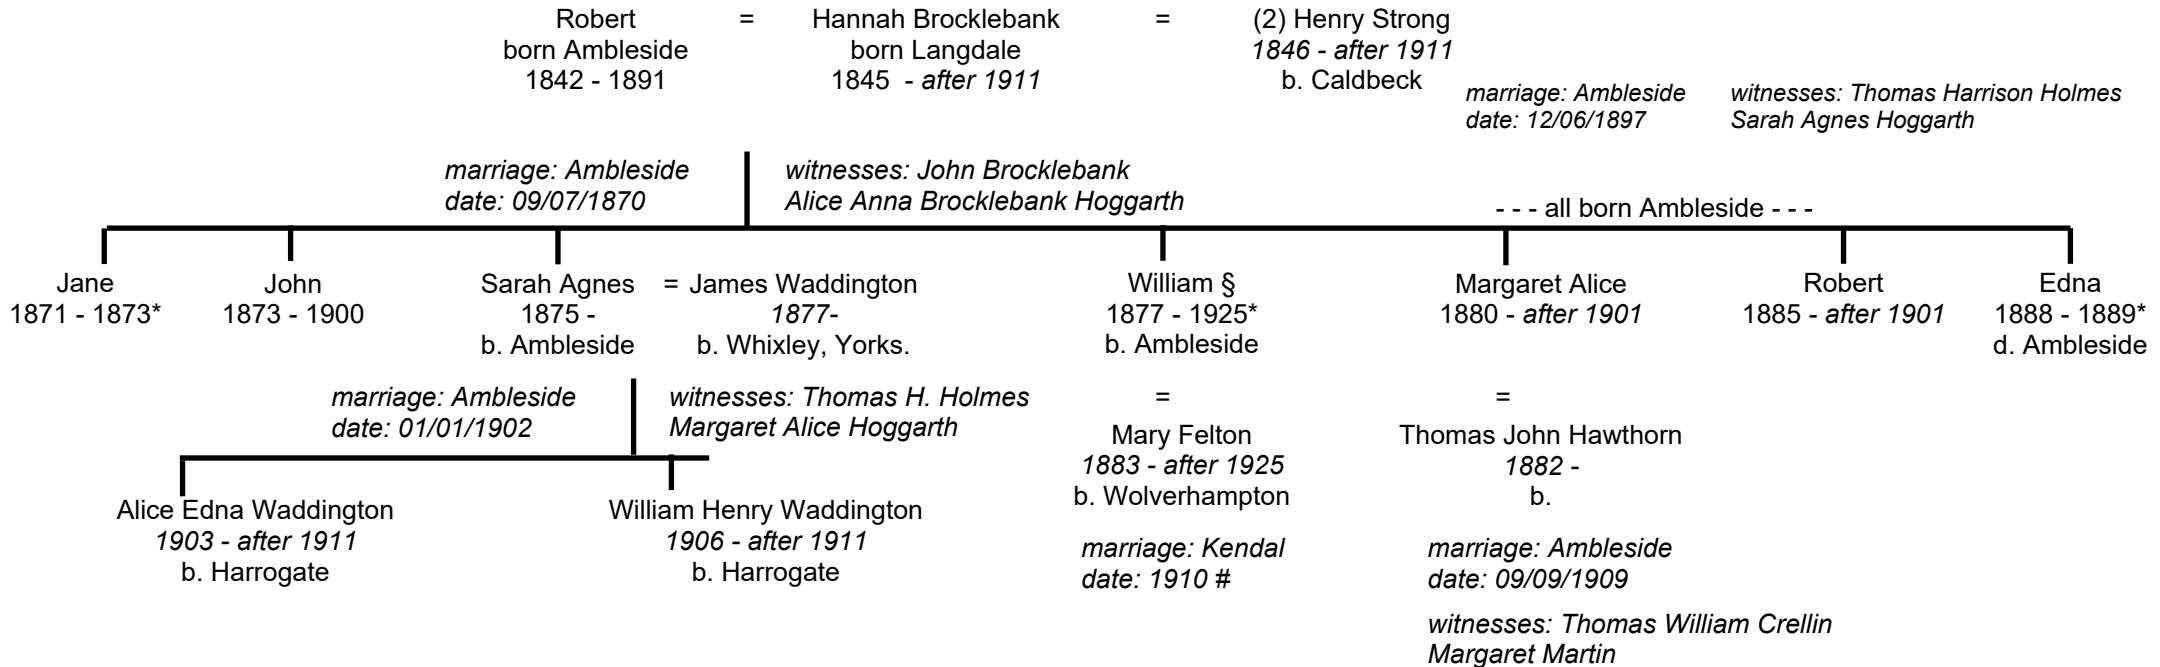 Robert = Hannah Brocklebank = (2) Henry Strong
born Ambleside born Langdale 1846 - after 1911
1842 - 1891 1845 - after 1911 b. Caldbeck
marriage: Ambleside witnesses: Thomas Harrison Holmes
date: 12/06/1897 Sarah Agnes Hoggarth
marriage: Ambleside witnesses: John Brocklebank
date: 09/07/1870 Alice Anna Brocklebank Hoggarth
- - - all born Ambleside - - -
Jane John Sarah Agnes = James Waddington William § Margaret Alice Robert Edna
1871 - 1873* 1873 - 1900 1875 - 1877- 1877 - 1925* 1880 - after 1901 1885 - after 1901 1888 - 1889*
b. Ambleside b. Whixley, Yorks. b. Ambleside d. Ambleside
marriage: Ambleside witnesses: Thomas H. Holmes = =
date: 01/01/1902 Margaret Alice Hoggarth
Mary Felton Thomas John Hawthorn
1883 - after 1925 1882 -
b. Wolverhampton b.
Alice Edna Waddington William Henry Waddington
1903 - after 1911 1906 - after 1911
b. Harrogate b. Harrogate
marriage: Kendal marriage: Ambleside
date: 1910 # date: 09/09/1909
witnesses: Thomas William Crellin
Margaret Martin